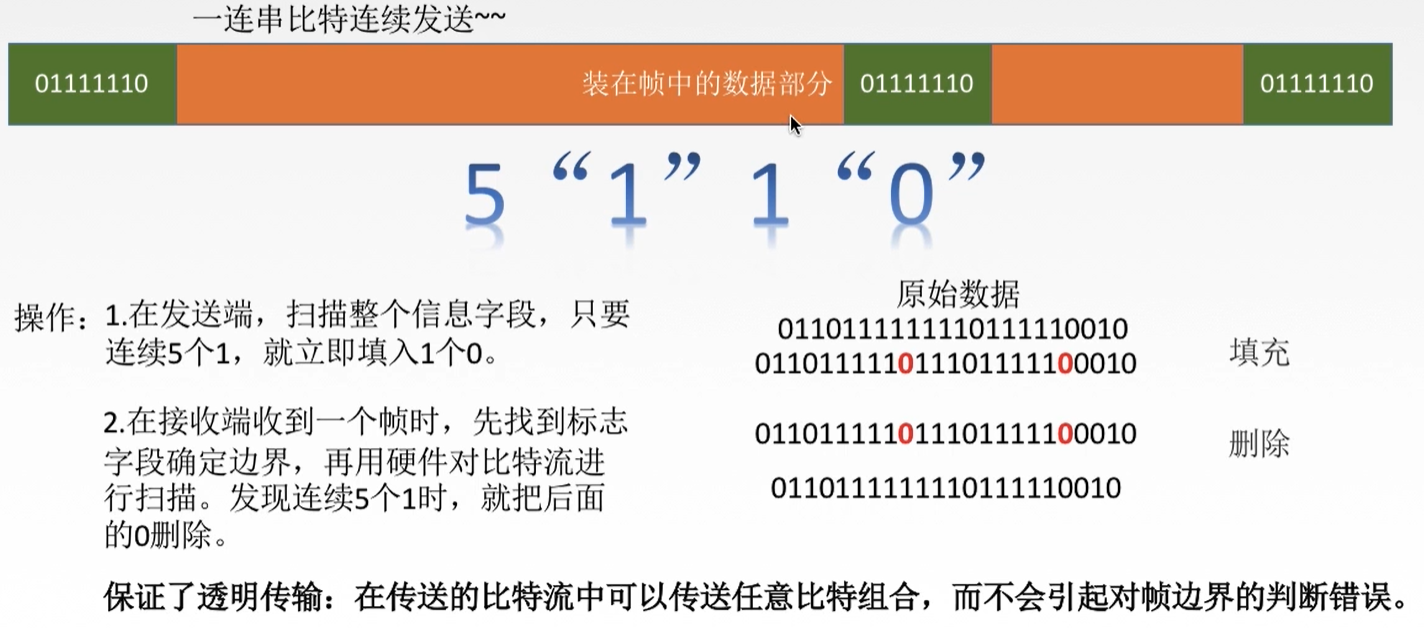 一连串比特连续发送~~
01111110 装在帧中的数据部分 01111110 01111110
5 “1” 1 “0”
操作：1.在发送端，扫描整个信息字段，只要
连续5个1，就立即填入1个0。
2.在接收端收到一个帧时，先找到标志
字段确定边界，再用硬件对比特流进
行扫描。发现连续5个1时，就把后面
的0删除。
原始数据
0110111111110111110010
011011111011101111100010 填充
011011111011101111100010 删除
0110111111110111110010
保证了透明传输：在传送的比特流中可以传送任意比特组合，而不会引起对帧边界的判断错误。